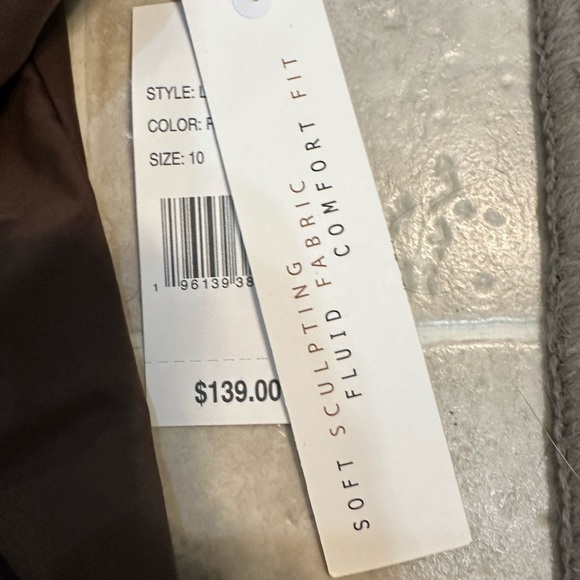 STYLE:
COLOR:
SIZE: 10
1 96139 38
$139.00
SOFT SCULPTING FABRIC
FLUID COMFORT FIT